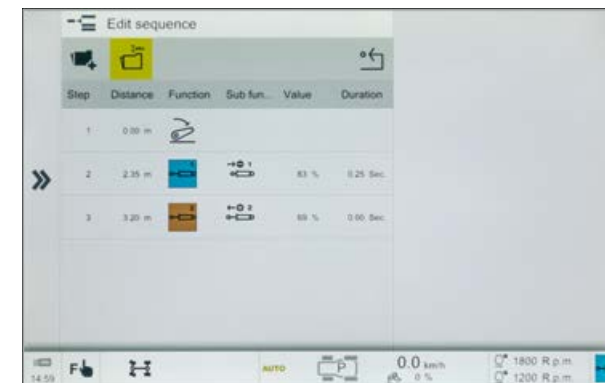 Edit sequence
Step Distance Function Sub fun... Value Duration
1 0.00 m
2 2.35 m 1 83 % 0.25 Sec.
3 3.20 m 2 69 % 0.00 Sec.
14:59 F AUTO P 0.0 km/h 0 % 1800 R.p.m. 1200 R.p.m.